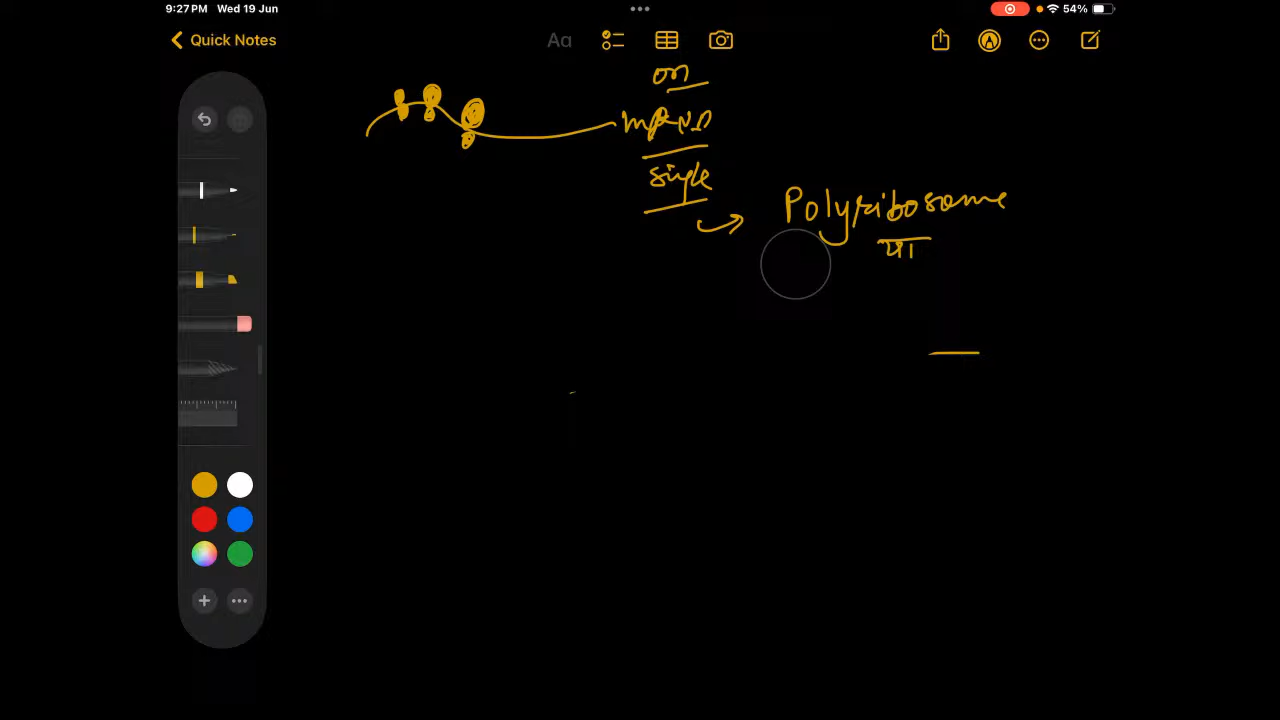 9:27 PM Wed 19 Jun
54%
Quick Notes
Aa
on
mRNA
single
Polyribosome
या